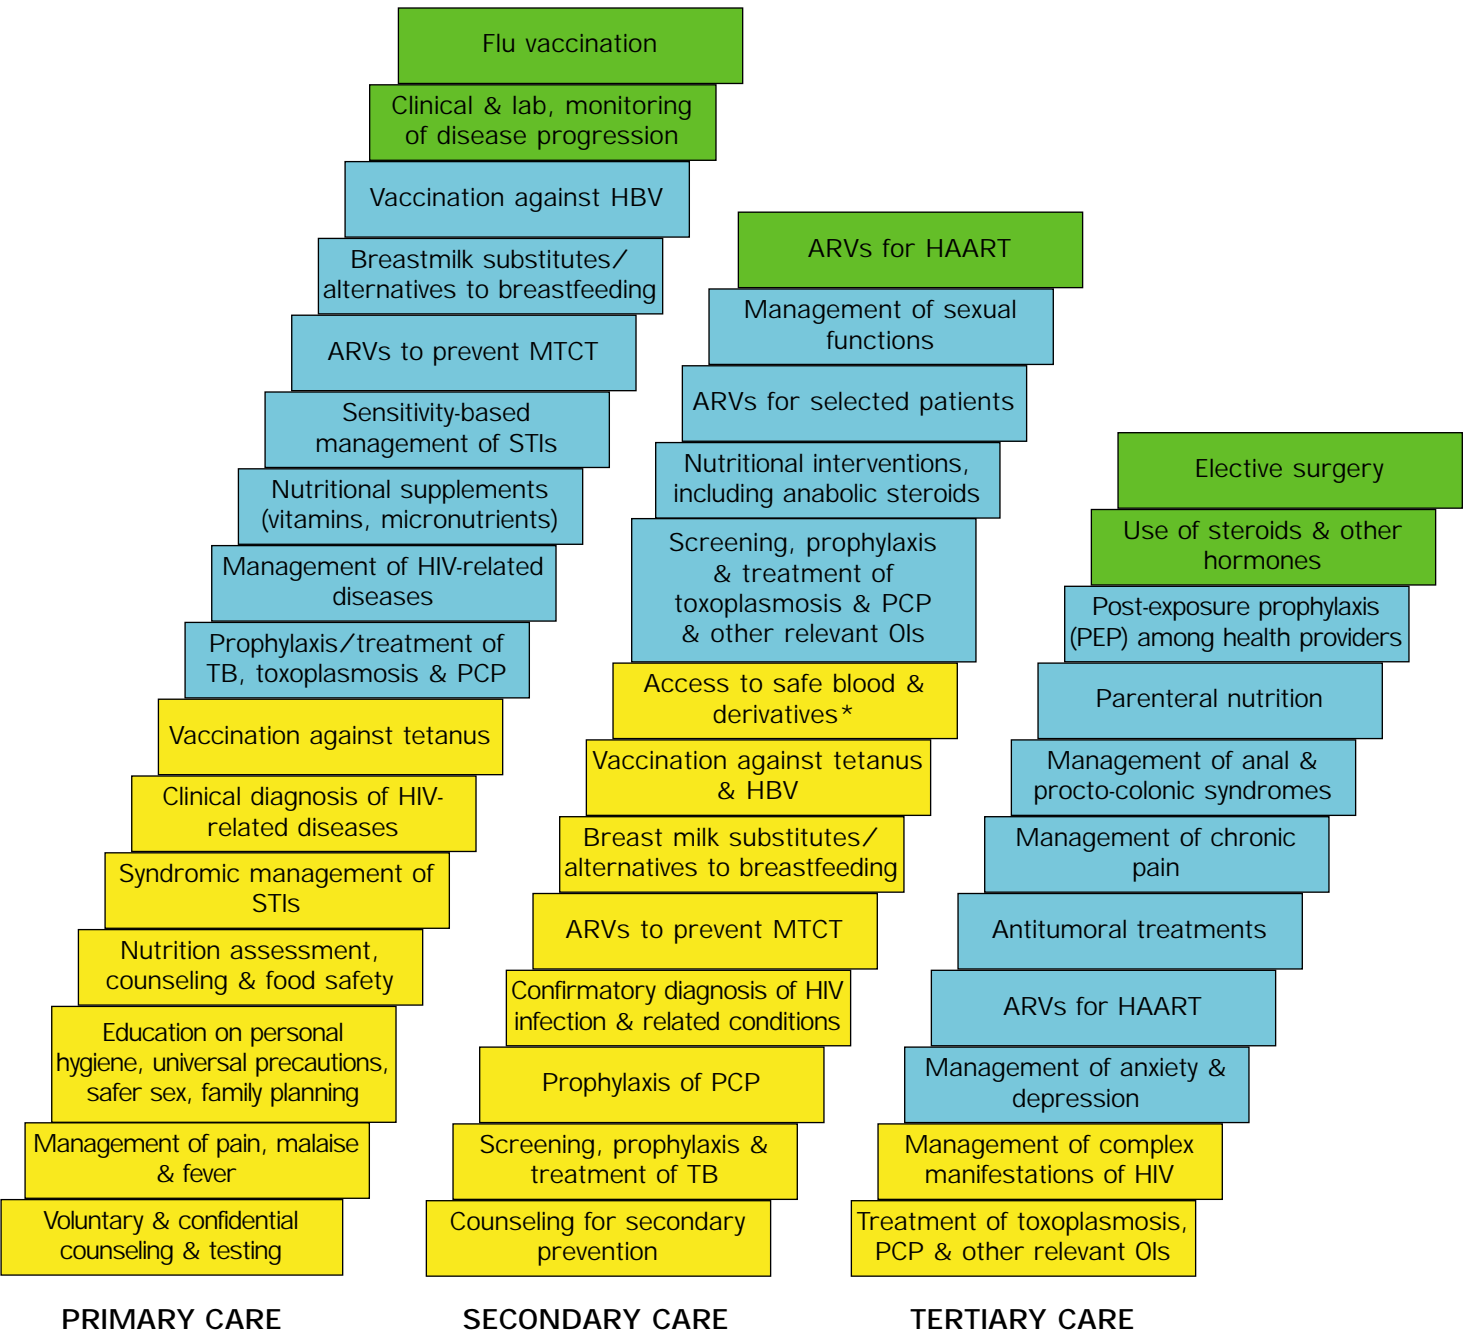 Flu vaccination
Clinical & lab, monitoring
of disease progression
Vaccination against HBV
Breastmilk substitutes/
alternatives to breastfeeding
ARVs to prevent MTCT
Sensitivity-based
management of STIs
Nutritional supplements
(vitamins, micronutrients)
Management of HIV-related
diseases
Prophylaxis/treatment of
TB, toxoplasmosis & PCP
Vaccination against tetanus
Clinical diagnosis of HIV-
related diseases
Syndromic management of
STIs
Nutrition assessment,
counseling & food safety
Education on personal
hygiene, universal precautions,
safer sex, family planning
Management of pain, malaise
& fever
Voluntary & confidential
counseling & testing
PRIMARY CARE
ARVs for HAART
Management of sexual
functions
ARVs for selected patients
Nutritional interventions,
including anabolic steroids
Screening, prophylaxis
& treatment of
toxoplasmosis & PCP
& other relevant OIs
Access to safe blood &
derivatives*
Vaccination against tetanus
& HBV
Breast milk substitutes/
alternatives to breastfeeding
ARVs to prevent MTCT
Confirmatory diagnosis of HIV
infection & related conditions
Prophylaxis of PCP
Screening, prophylaxis &
treatment of TB
Counseling for secondary
prevention
SECONDARY CARE
Elective surgery
Use of steroids & other
hormones
Post-exposure prophylaxis
(PEP) among health providers
Parenteral nutrition
Management of anal &
procto-colonic syndromes
Management of chronic
pain
Antitumoral treatments
ARVs for HAART
Management of anxiety &
depression
Management of complex
manifestations of HIV
Treatment of toxoplasmosis,
PCP & other relevant OIs
TERTIARY CARE